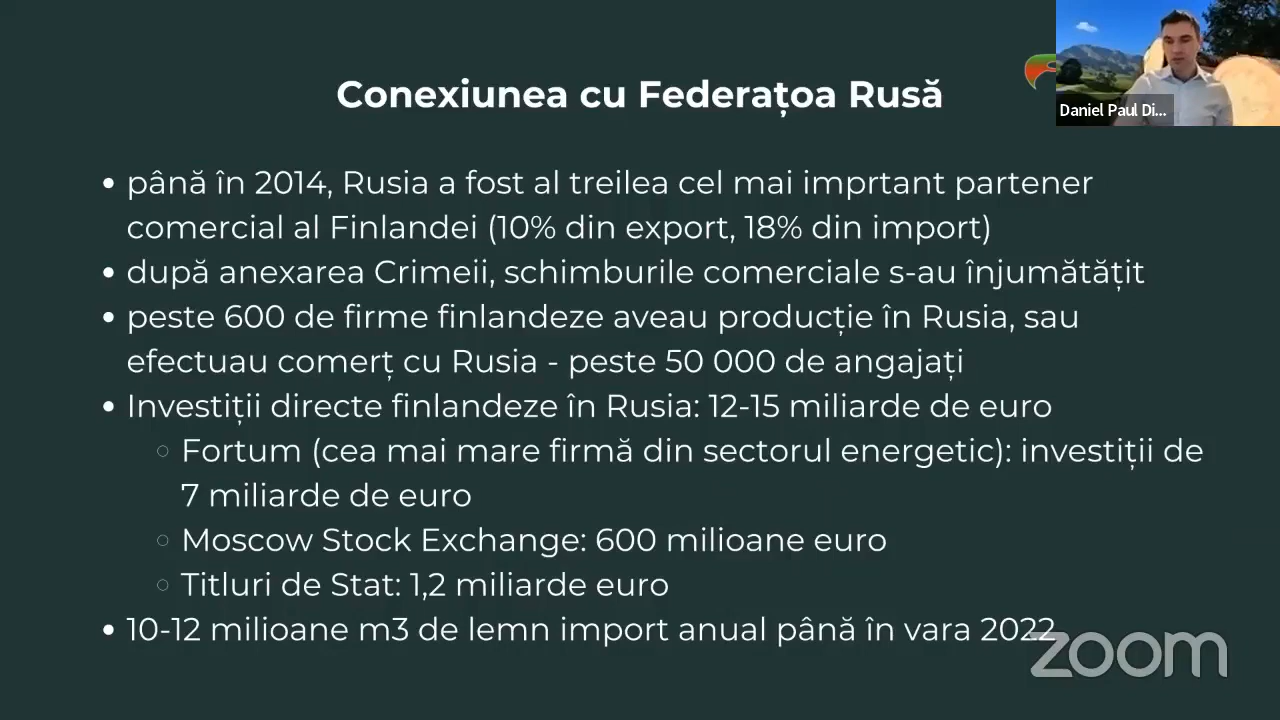 Conexiunea cu Federațoa Rusă
Daniel Paul Di...
• până în 2014, Rusia a fost al treilea cel mai imprtant partener
comercial al Finlandei (10% din export, 18% din import)
• după anexarea Crimeii, schimburile comerciale s-au înjumătățit
• peste 600 de firme finlandeze aveau producție în Rusia, sau
efectuau comerț cu Rusia - peste 50 000 de angajați
• Investiții directe finlandeze în Rusia: 12-15 miliarde de euro
○ Fortum (cea mai mare firmă din sectorul energetic): investiții de
7 miliarde de euro
○ Moscow Stock Exchange: 600 milioane euro
○ Titluri de Stat: 1,2 miliarde euro
• 10-12 milioane m3 de lemn import anual până în vara 2022
zoom